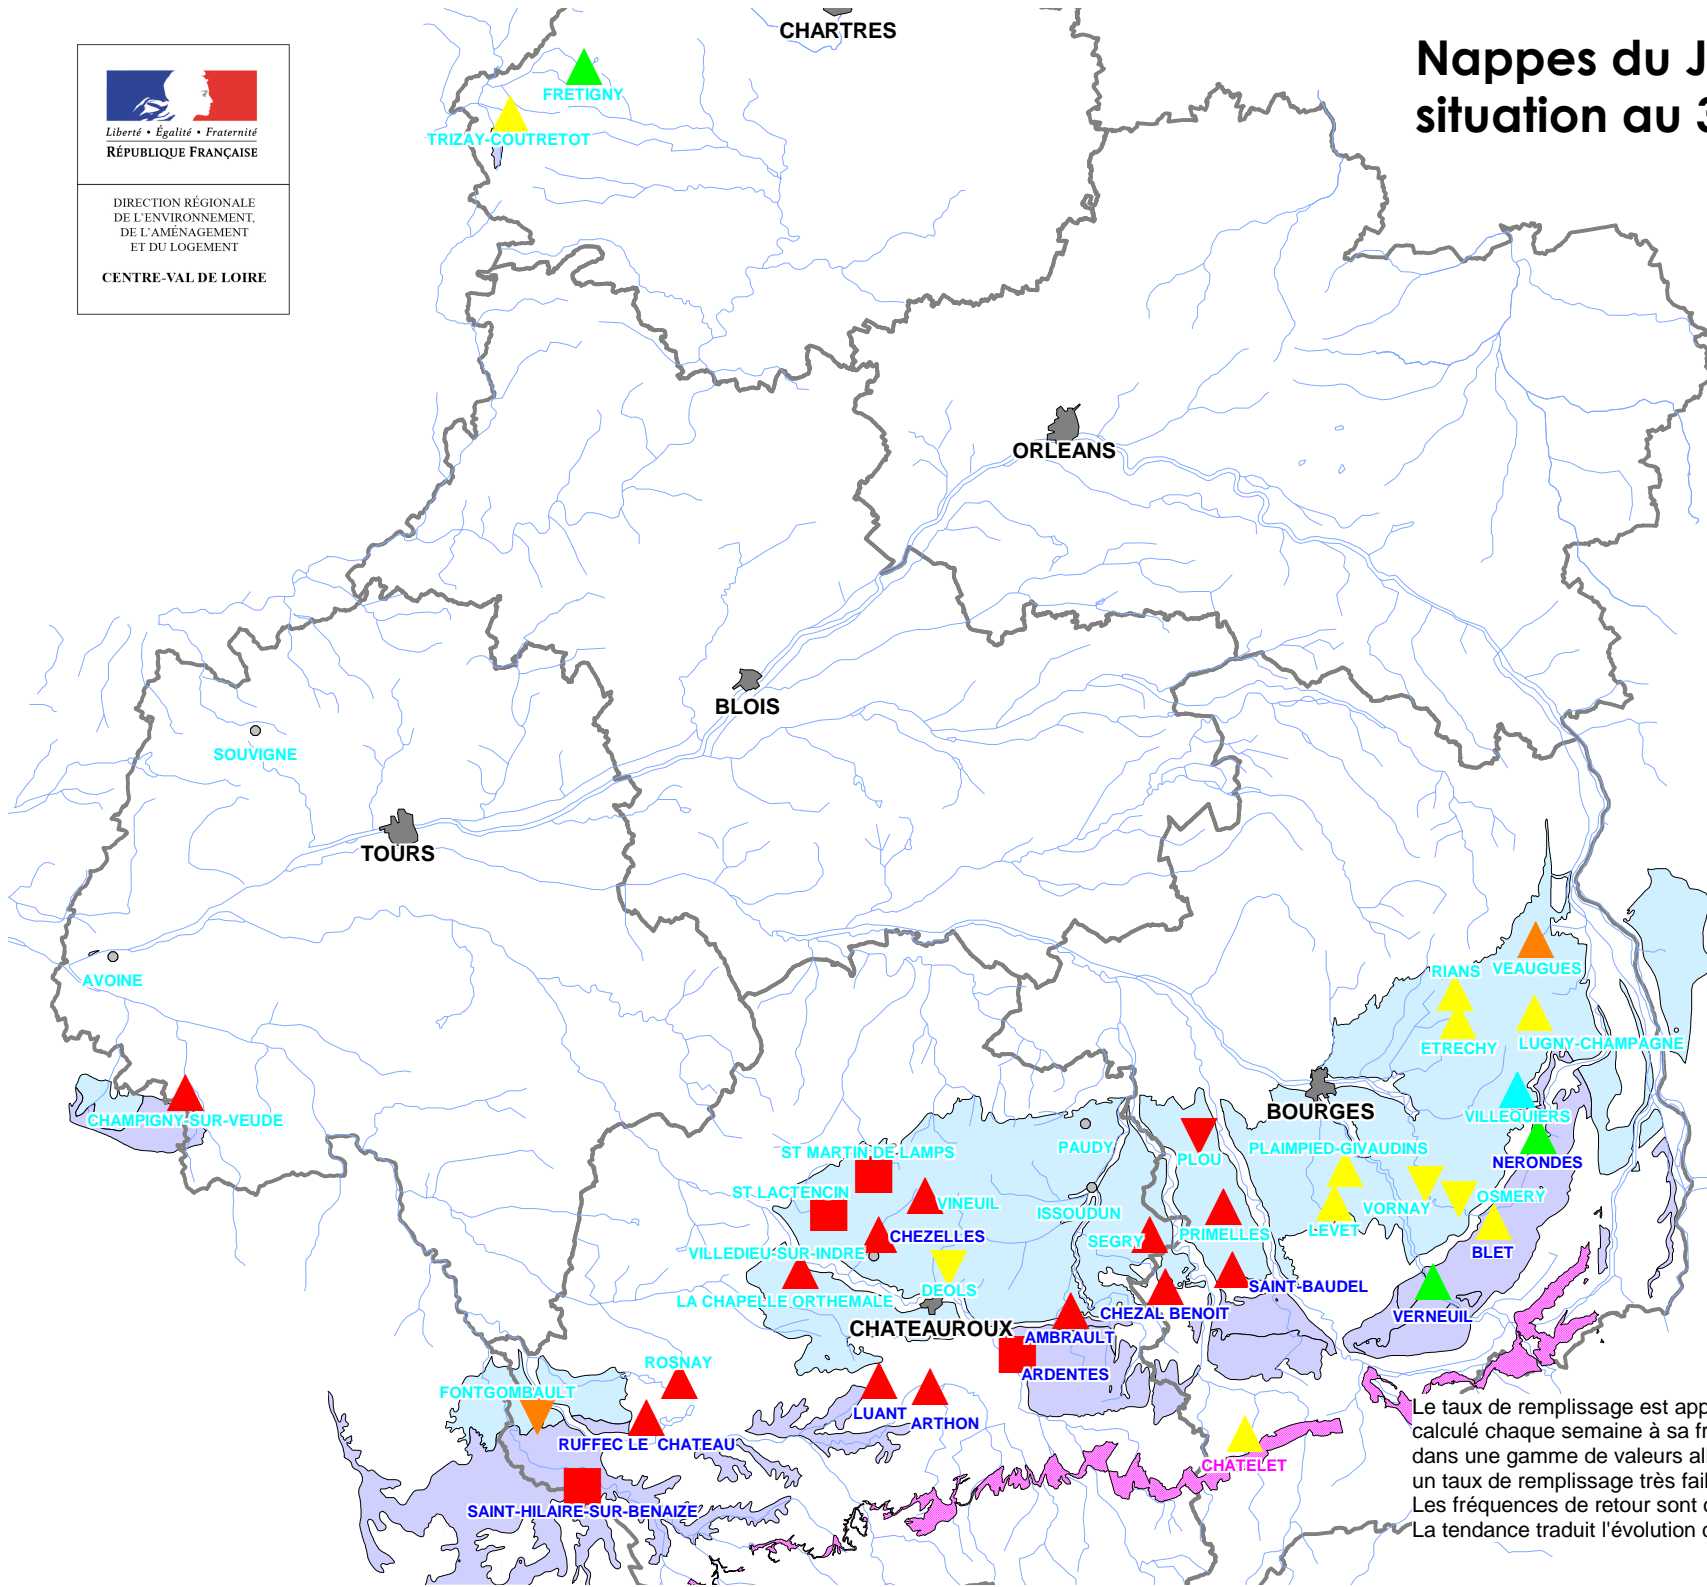 CHARTRES
Nappes du J
situation au 3
FRETIGNY
TRIZAY-COUTRETOT
Liberté • Égalité • Fraternité
RÉPUBLIQUE FRANÇAISE
DIRECTION RÉGIONALE
DE L'ENVIRONNEMENT,
DE L'AMÉNAGEMENT
ET DU LOGEMENT
CENTRE-VAL DE LOIRE
ORLEANS
BLOIS
SOUVIGNE
TOURS
AVOINE
RIANS
VEAUGUES
ETRECHY
LUGNY-CHAMPAGNE
CHAMPIGNY-SUR-VEUDE
BOURGES
VILLEQUIERS
PAUDY
PLOU
PLAIMPIED-GIVAUDINS
NERONDES
ST MARTIN DE LAMPS
ST LACTENCIN
VINEUIL
ISSOUDUN
VORNAY
OSMERY
CHEZELLES
SEGRY
PRIMELLES
LEVET
BLET
VILLEDIEU-SUR-INDRE
DEOLS
SAINT-BAUDEL
LA CHAPELLE ORTHEMALE
CHEZAL BENOIT
VERNEUIL
CHATEAUROUX
AMBRAULT
ROSNAY
ARDENTES
FONTGOMBAULT
LUANT
ARTHON
RUFFEC LE CHATEAU
CHATELET
SAINT-HILAIRE-SUR-BENAIZE
Le taux de remplissage est app
calculé chaque semaine à sa fr
dans une gamme de valeurs all
un taux de remplissage très fail
Les fréquences de retour sont c
La tendance traduit l'évolution d